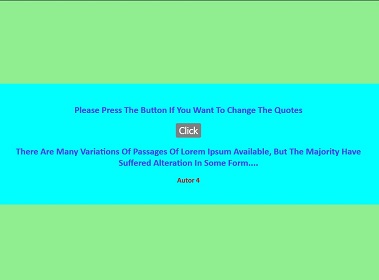 Please Press The Button If You Want To Change The Quotes
Click
There Are Many Variations Of Passages Of Lorem Ipsum Available, But The Majority Have
Suffered Alteration In Some Form....
Autor 4